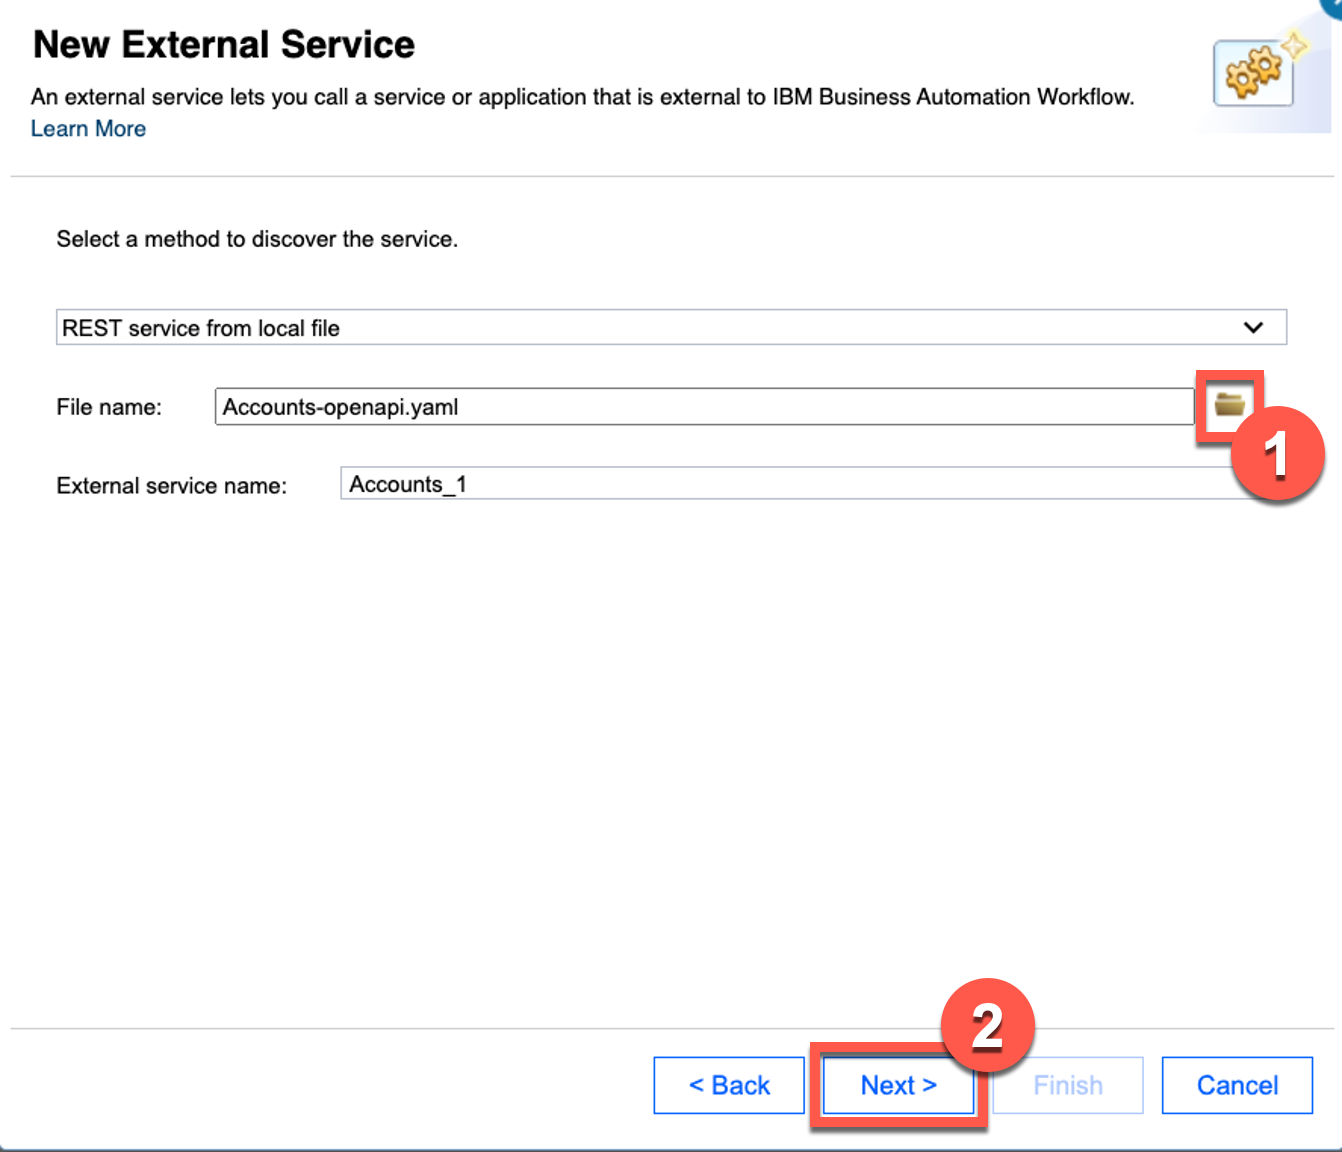 New External Service
An external service lets you call a service or application that is external to IBM Business Automation Workflow.
Learn More
Select a method to discover the service.
REST service from local file
File name: Accounts-openapi.yaml
1
External service name: Accounts_1
2
< Back Next > Finish Cancel